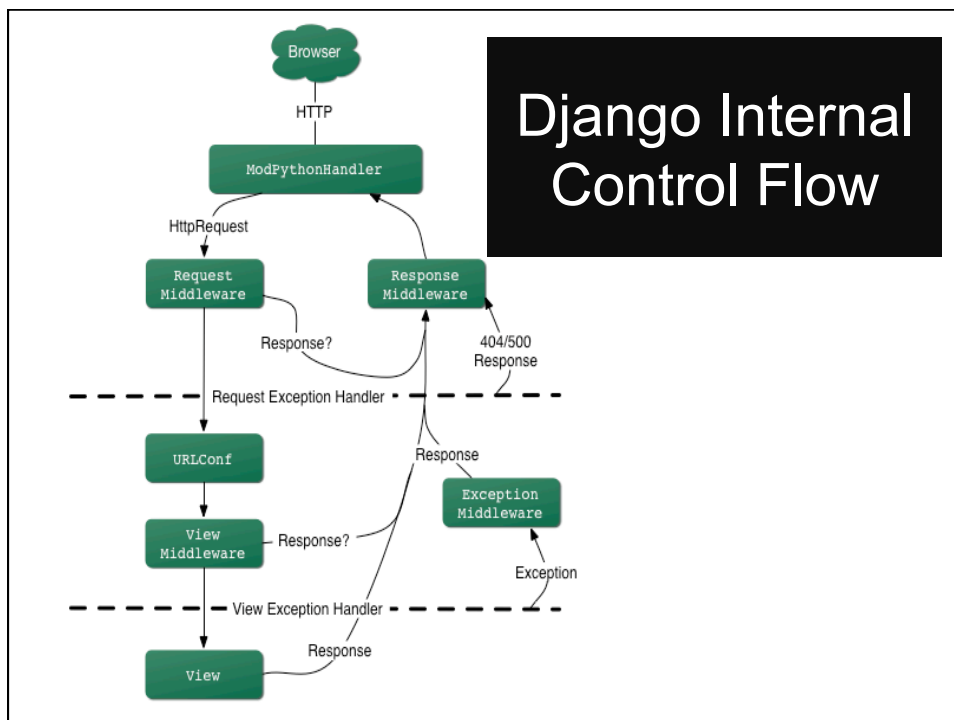 Browser
Django Internal
Control Flow
HTTP
ModPythonHandler
HttpRequest
Request
Middleware
Response
Middleware
Response?
404/500
Response
Request Exception Handler
URLConf
Response
Exception
Middleware
View
Middleware
Response?
Exception
View Exception Handler
Response
View